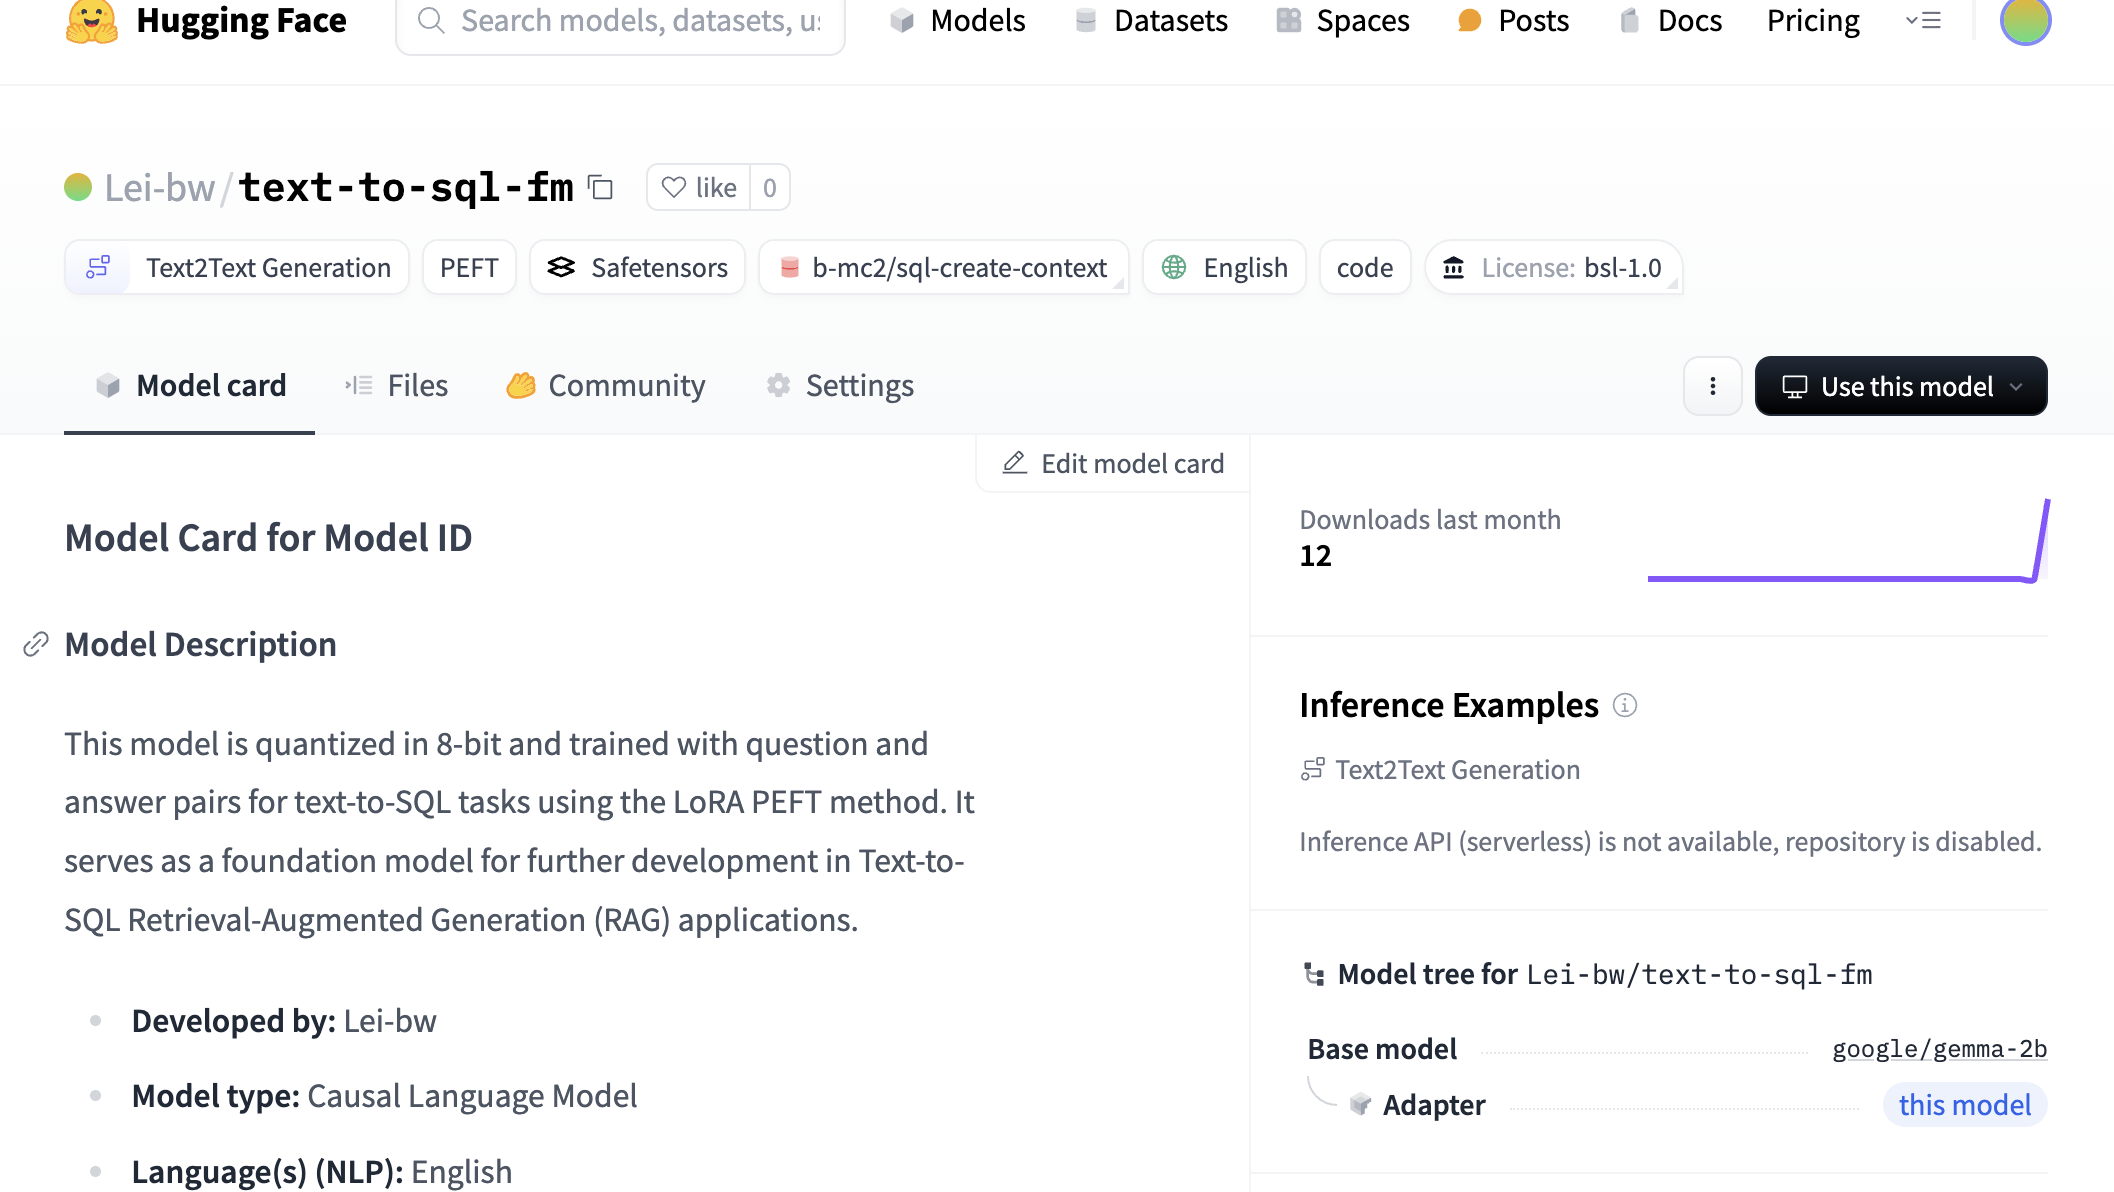 Hugging Face
Search models, datasets, us
Models
Datasets
Spaces
Posts
Docs
Pricing
Lei-bw/text-to-sql-fm
like 0
Text2Text Generation
PEFT
Safetensors
b-mc2/sql-create-context
English
code
License: bsl-1.0
Model card
Files
Community
Settings
Use this model
Edit model card
Model Card for Model ID
Model Description
This model is quantized in 8-bit and trained with question and
answer pairs for text-to-SQL tasks using the LoRA PEFT method. It
serves as a foundation model for further development in Text-to-
SQL Retrieval-Augmented Generation (RAG) applications.
Developed by: Lei-bw
Model type: Causal Language Model
Language(s) (NLP): English
Downloads last month
12
Inference Examples
Text2Text Generation
Inference API (serverless) is not available, repository is disabled.
Model tree for Lei-bw/text-to-sql-fm
Base model
google/gemma-2b
Adapter
this model